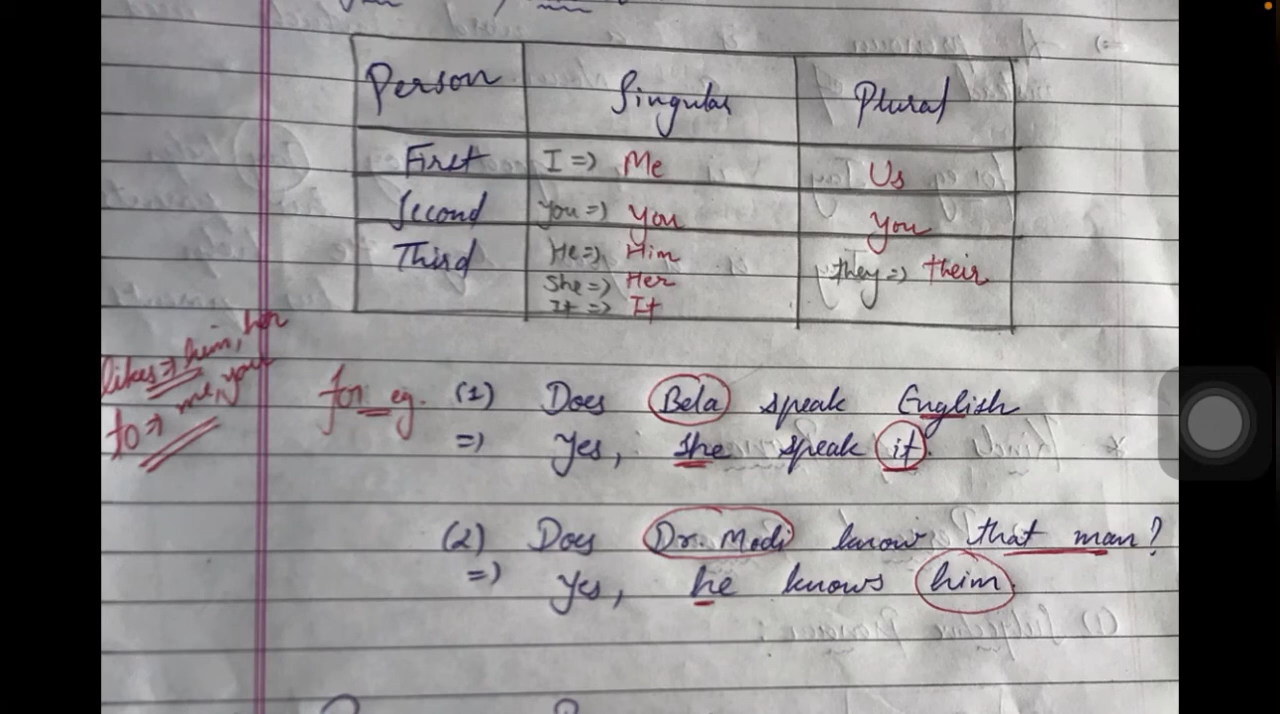 Person Singular Plural
First I => Me Us
Second You => You You
Third He => Him they => Their
She => Her
It => It
likes => him, her
to => me, you
for eg. (1) Does Bela speak English
=) Yes, she speak it.
(2) Does Dr. Modi know that man?
=) Yes, he knows him.